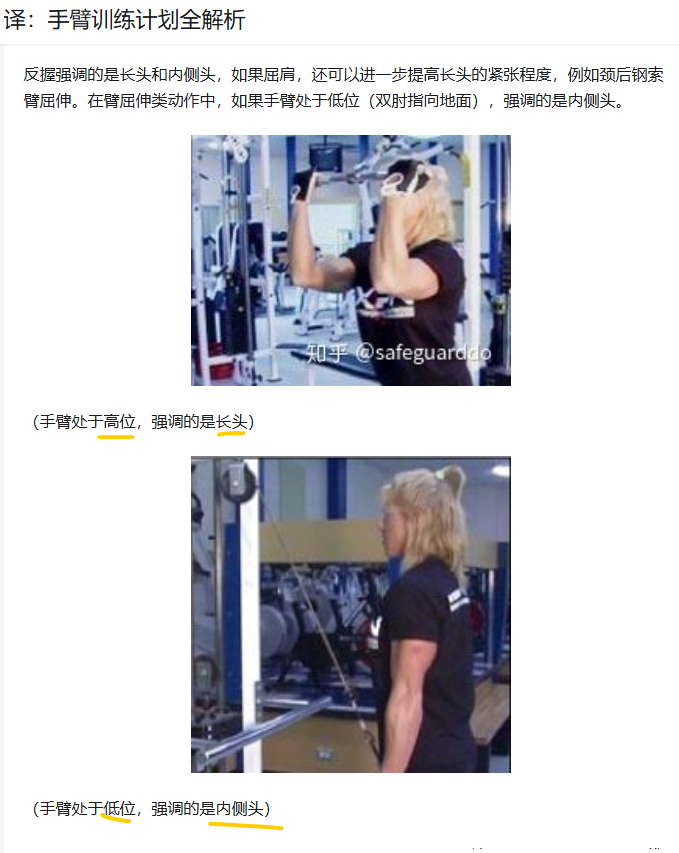 译：手臂训练计划全解析
反握强调的是长头和内侧头，如果屈肩，还可以进一步提高长头的紧张程度，例如颈后钢索
臂屈伸。在臂屈伸类动作中，如果手臂处于低位（双肘指向地面），强调的是内侧头。
知乎 @safeguarddo
（手臂处于高位，强调的是长头）
（手臂处于低位，强调的是内侧头）